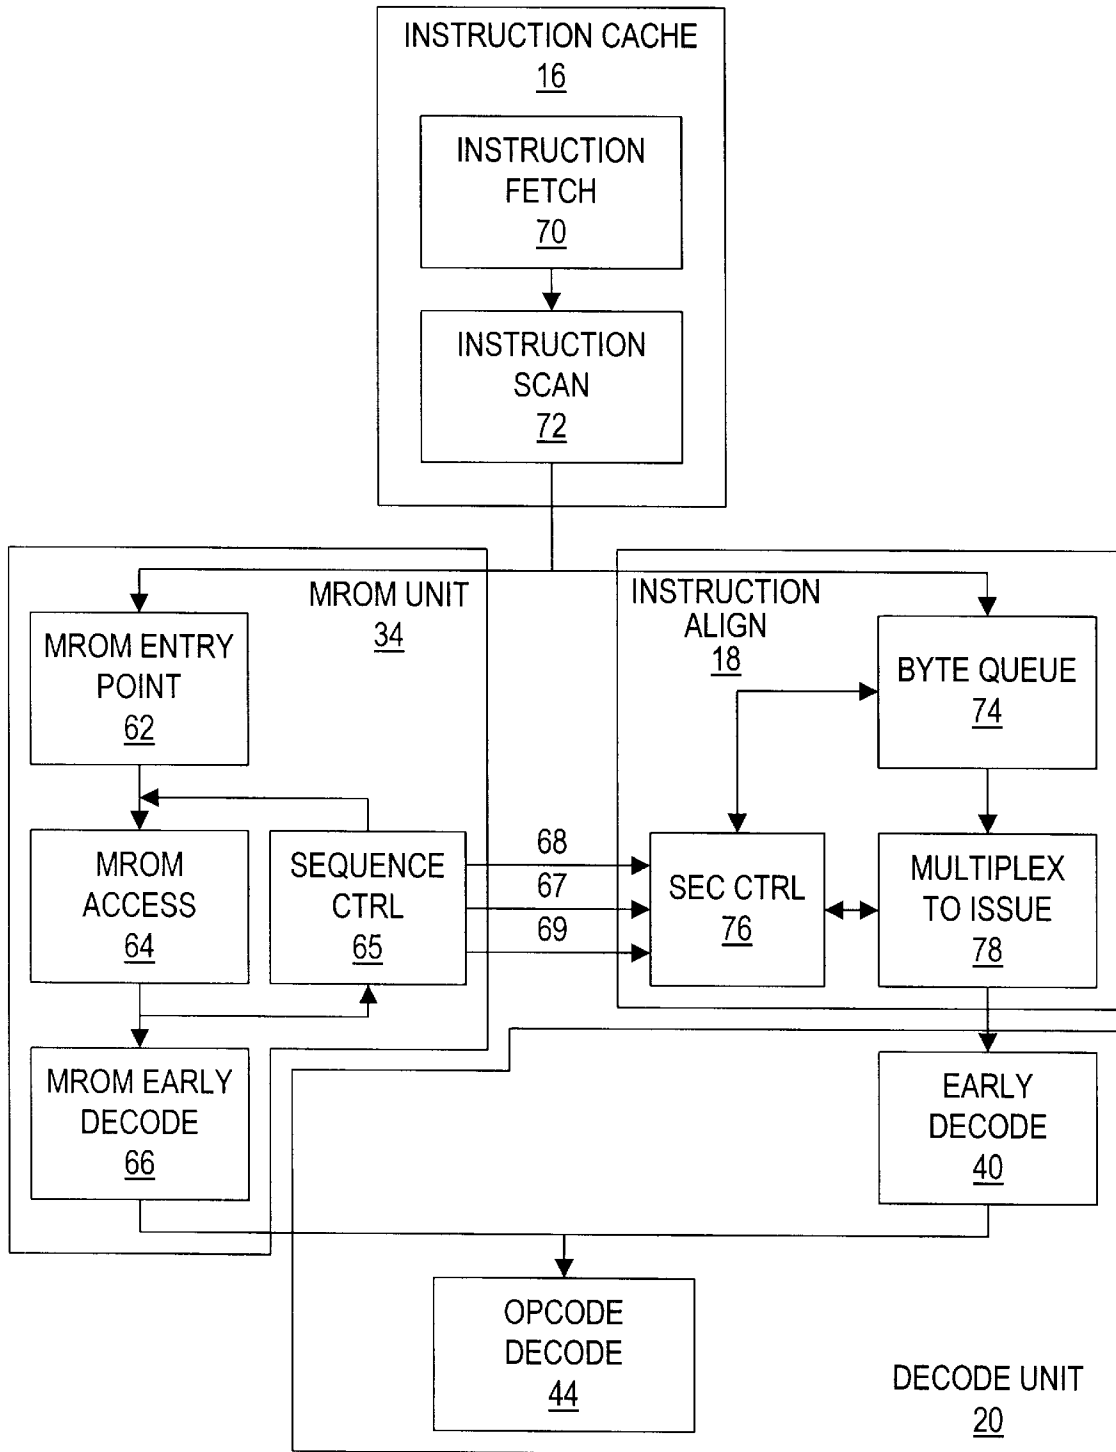 INSTRUCTION CACHE
16
INSTRUCTION
FETCH
70
INSTRUCTION
SCAN
72
MROM UNIT
34
MROM ENTRY
POINT
62
MROM
ACCESS
64
SEQUENCE
CTRL
65
MROM EARLY
DECODE
66
68
67
69
INSTRUCTION
ALIGN
18
BYTE QUEUE
74
SEC CTRL
76
MULTIPLEX
TO ISSUE
78
EARLY
DECODE
40
OPCODE
DECODE
44
DECODE UNIT
20